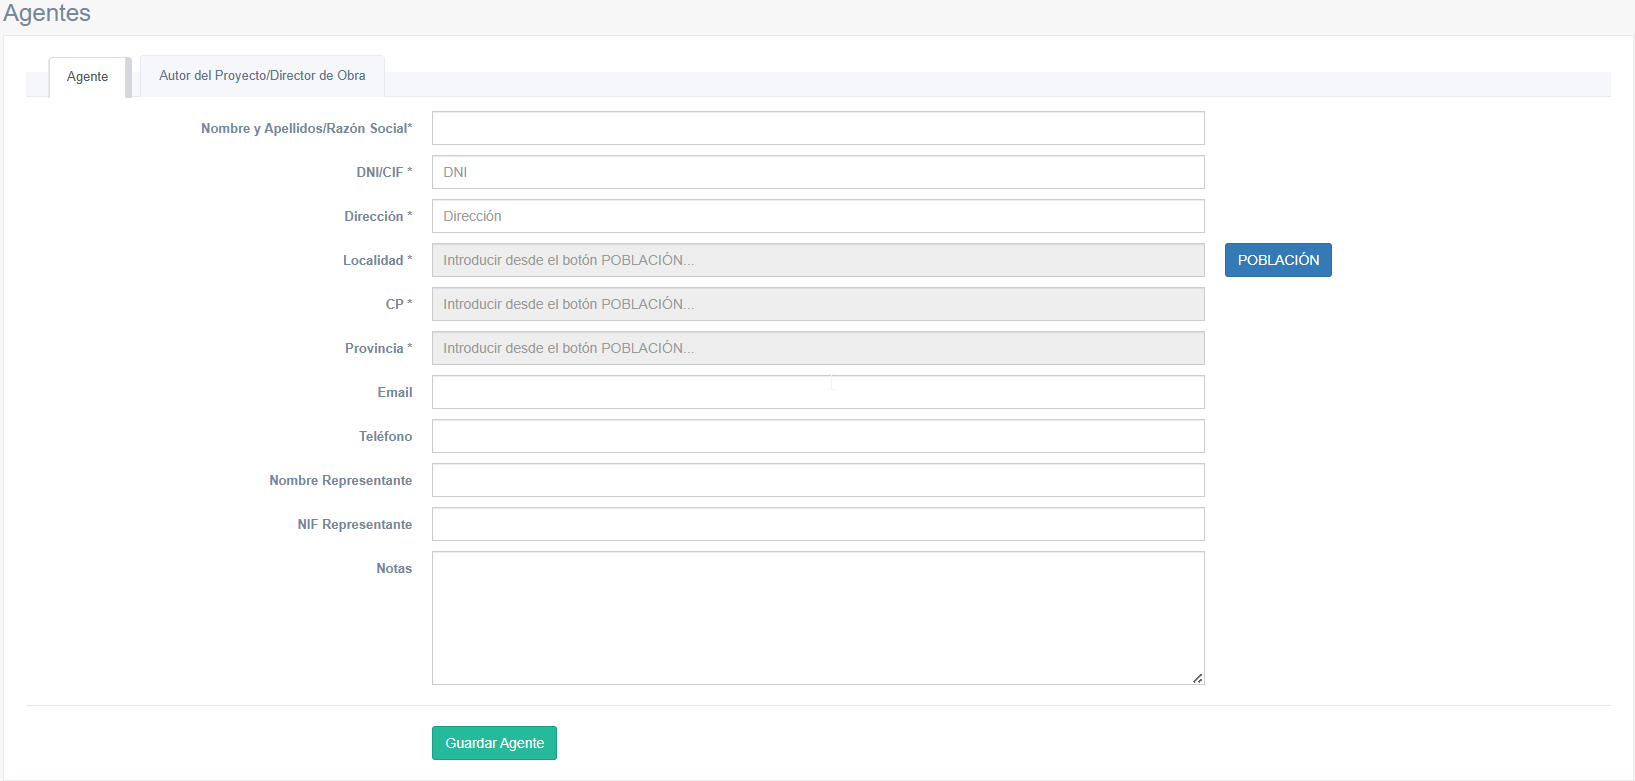 Agentes
Agente
Autor del Proyecto/Director de Obra
Nombre y Apellidos/Razón Social*
DNI/CIF * DNI
Dirección * Dirección
Localidad * Introducir desde el botón POBLACIÓN... POBLACIÓN
CP * Introducir desde el botón POBLACIÓN...
Provincia * Introducir desde el botón POBLACIÓN...
Email
Teléfono
Nombre Representante
NIF Representante
Notas
Guardar Agente